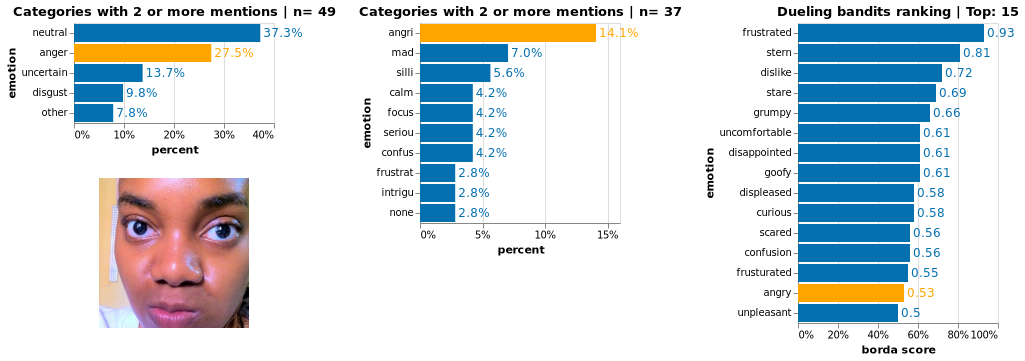 Categories with 2 or more mentions | n= 49
emotion
neutral 37.3%
anger 27.5%
uncertain 13.7%
disgust 9.8%
other 7.8%
0% 10% 20% 30% 40%
percent
Categories with 2 or more mentions | n= 37
emotion
angri 14.1%
mad 7.0%
silli 5.6%
calm 4.2%
focus 4.2%
seriou 4.2%
confus 4.2%
frustrat 2.8%
intrigu 2.8%
none 2.8%
0% 5% 10% 15%
percent
Dueling bandits ranking | Top: 15
emotion
frustrated 0.93
stern 0.81
dislike 0.72
stare 0.69
grumpy 0.66
uncomfortable 0.61
disappointed 0.61
goofy 0.61
displeased 0.58
curious 0.58
scared 0.56
confusion 0.56
frusturated 0.55
angry 0.53
unpleasant 0.5
0% 20% 40% 60% 80% 100%
borda score